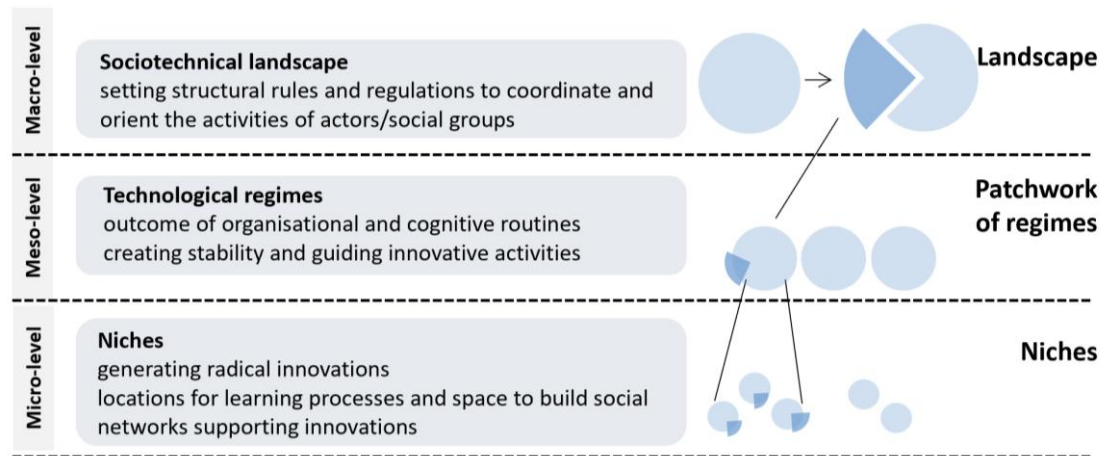 Macro-level
Sociotechnical landscape
setting structural rules and regulations to coordinate and
orient the activities of actors/social groups
Landscape
Meso-level
Technological regimes
outcome of organisational and cognitive routines
creating stability and guiding innovative activities
Patchwork
of regimes
Micro-level
Niches
generating radical innovations
locations for learning processes and space to build social
networks supporting innovations
Niches